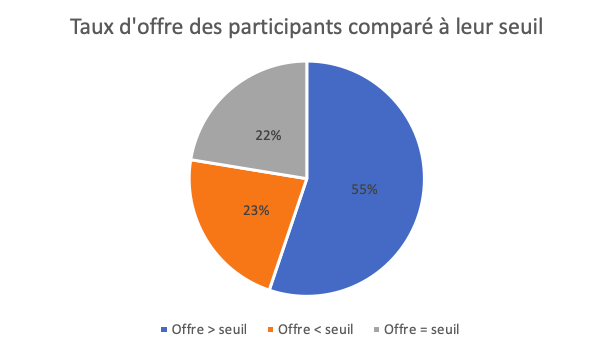 Taux d'offre des participants comparé à leur seuil
22%
55%
23%
Offre > seuil Offre < seuil Offre = seuil